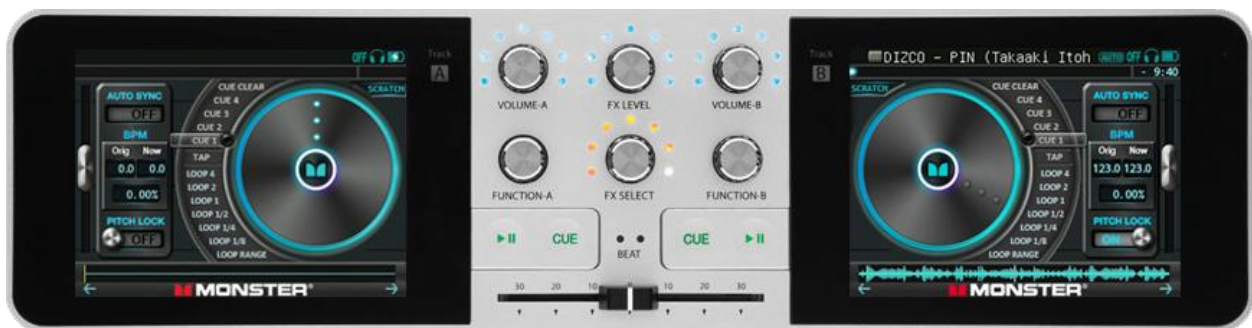 OFF
Track
A
AUTO SYNC
OFF
BPM
Orig Now
0.0 0.0
0.00%
PITCH LOCK
OFF
CUE CLEAR
CUE 4
CUE 3
CUE 2
CUE 1
TAP
LOOP 4
LOOP 2
LOOP 1
LOOP 1/2
LOOP 1/4
LOOP 1/8
LOOP RANGE
SCRATCH
MONSTER®
VOLUME-A FX LEVEL VOLUME-B
FUNCTION-A FX SELECT FUNCTION-B
CUE CUE
BEAT
30 20 10 0 10 20 30
Track
B
DIZCO - PIN (Takaaki Itoh AUTO OFF
- 9:40
SCRATCH
CUE CLEAR
CUE 4
CUE 3
CUE 2
CUE 1
TAP
LOOP 4
LOOP 2
LOOP 1
LOOP 1/2
LOOP 1/4
LOOP 1/8
LOOP RANGE
AUTO SYNC
OFF
BPM
Orig Now
123.0 123.0
0.00%
PITCH LOCK
ON
MONSTER®